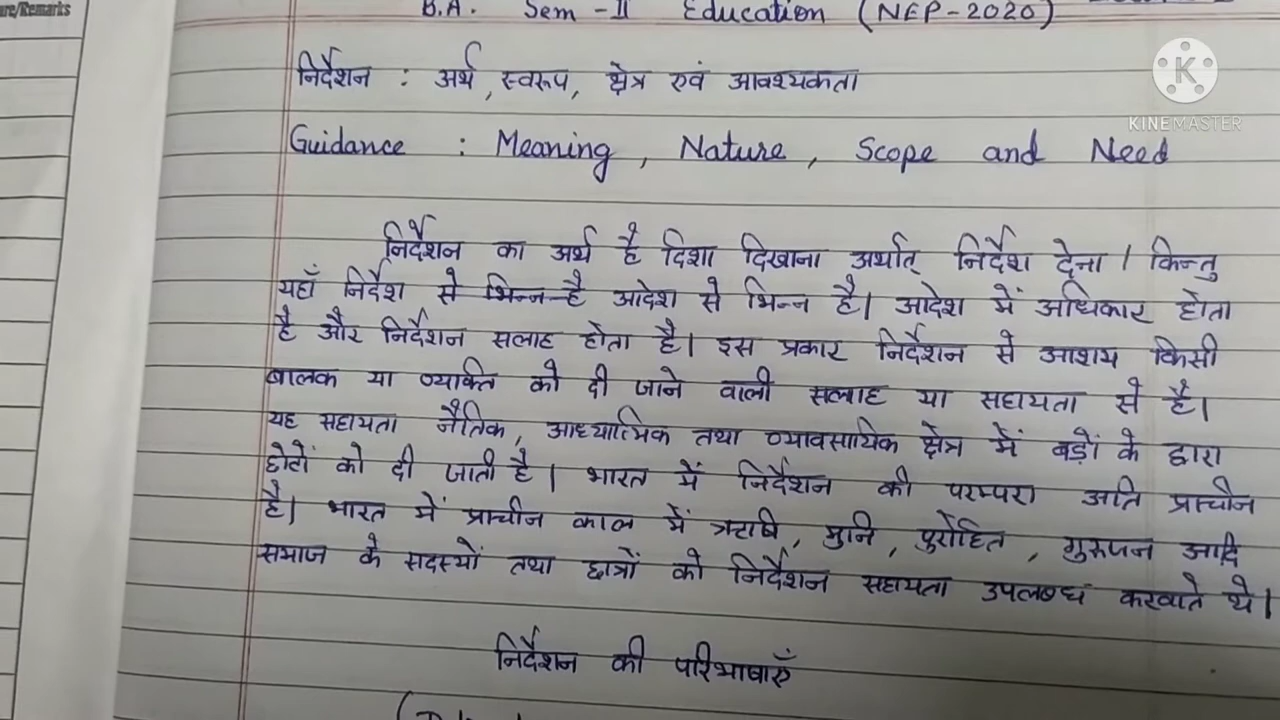 B.A. Sem - II Education (NEP-2020)
निर्देशन : अर्थ, स्वरूप, क्षेत्र एवं आवश्यकता
Guidance : Meaning, Nature, Scope and Need
निर्देशन का अर्थ है दिशा दिखाना अर्थात् निर्देश देना। किन्तु
यहाँ निर्देश से भिन्न है आदेश से भिन्न है। आदेश में अधिकार होता
है और निर्देशन सलाह होता है। इस प्रकार निर्देशन से आशय किसी
बालक या व्यक्ति को दी जाने वाली सलाह या सहायता से है।
यह सहायता नैतिक, आध्यात्मिक तथा व्यावसायिक क्षेत्र में बड़ों के द्वारा
छोटों को दी जाती है। भारत में निर्देशन की परम्परा अति प्राचीन
है। भारत में प्राचीन काल में ऋषि, मुनि, पुरोहित, गुरुजन आदि
समाज के सदस्यों तथा छात्रों को निर्देशन सहायता उपलब्ध करवाते थे।
निर्देशन की परिभाषाएँ
/Remarks
K
KINEMASTER